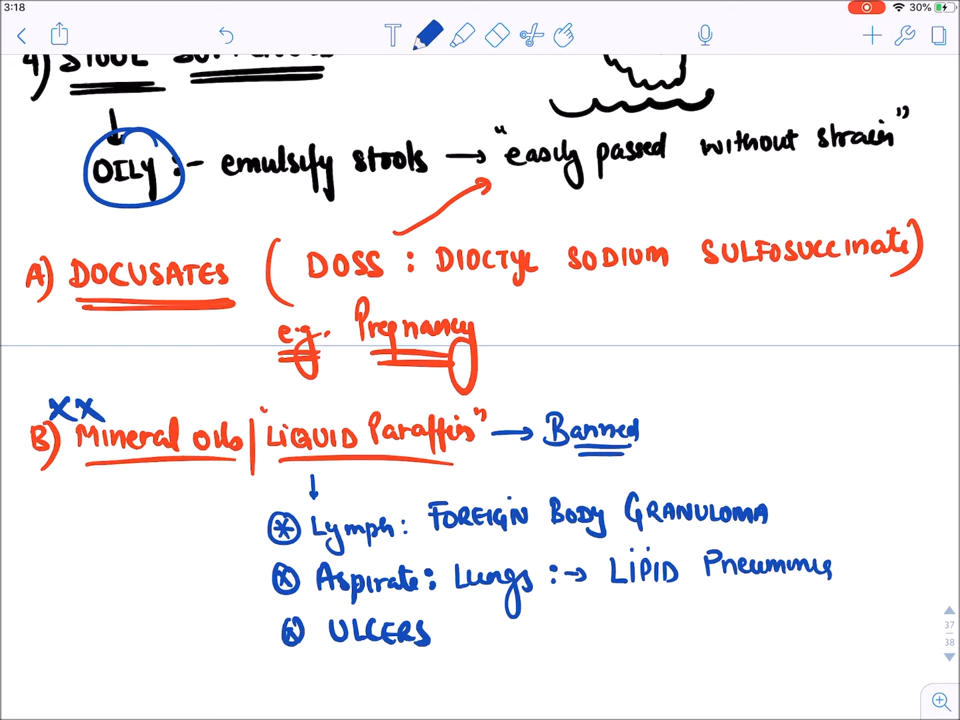 3:18
30%
T
4) STOOL
OILY :- emulsify stools → "easily passed without strain"
A) DOCUSATES ( DOSS : DIOCTYL SODIUM SULFOSUCCINATE )
e.g. Pregnancy
XX
B) Mineral oils | "LIQUID Paraffin" → Banned
Lymph: FOREIGN BODY GRANULOMA
Aspirate: Lungs :→ LIPID Pneumonia
ULCERS
37
38